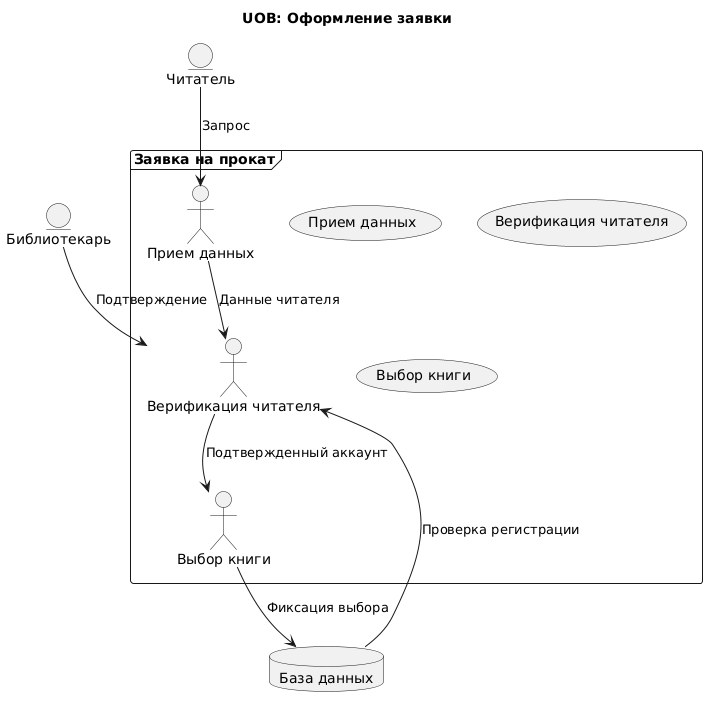 UOB: Оформление заявки
Читатель
Запрос
Заявка на прокат
Прием данных
Верификация читателя
Библиотекарь
Прием данных
Подтверждение
Данные читателя
Выбор книги
Верификация читателя
Подтвержденный аккаунт
Проверка регистрации
Выбор книги
Фиксация выбора
База данных